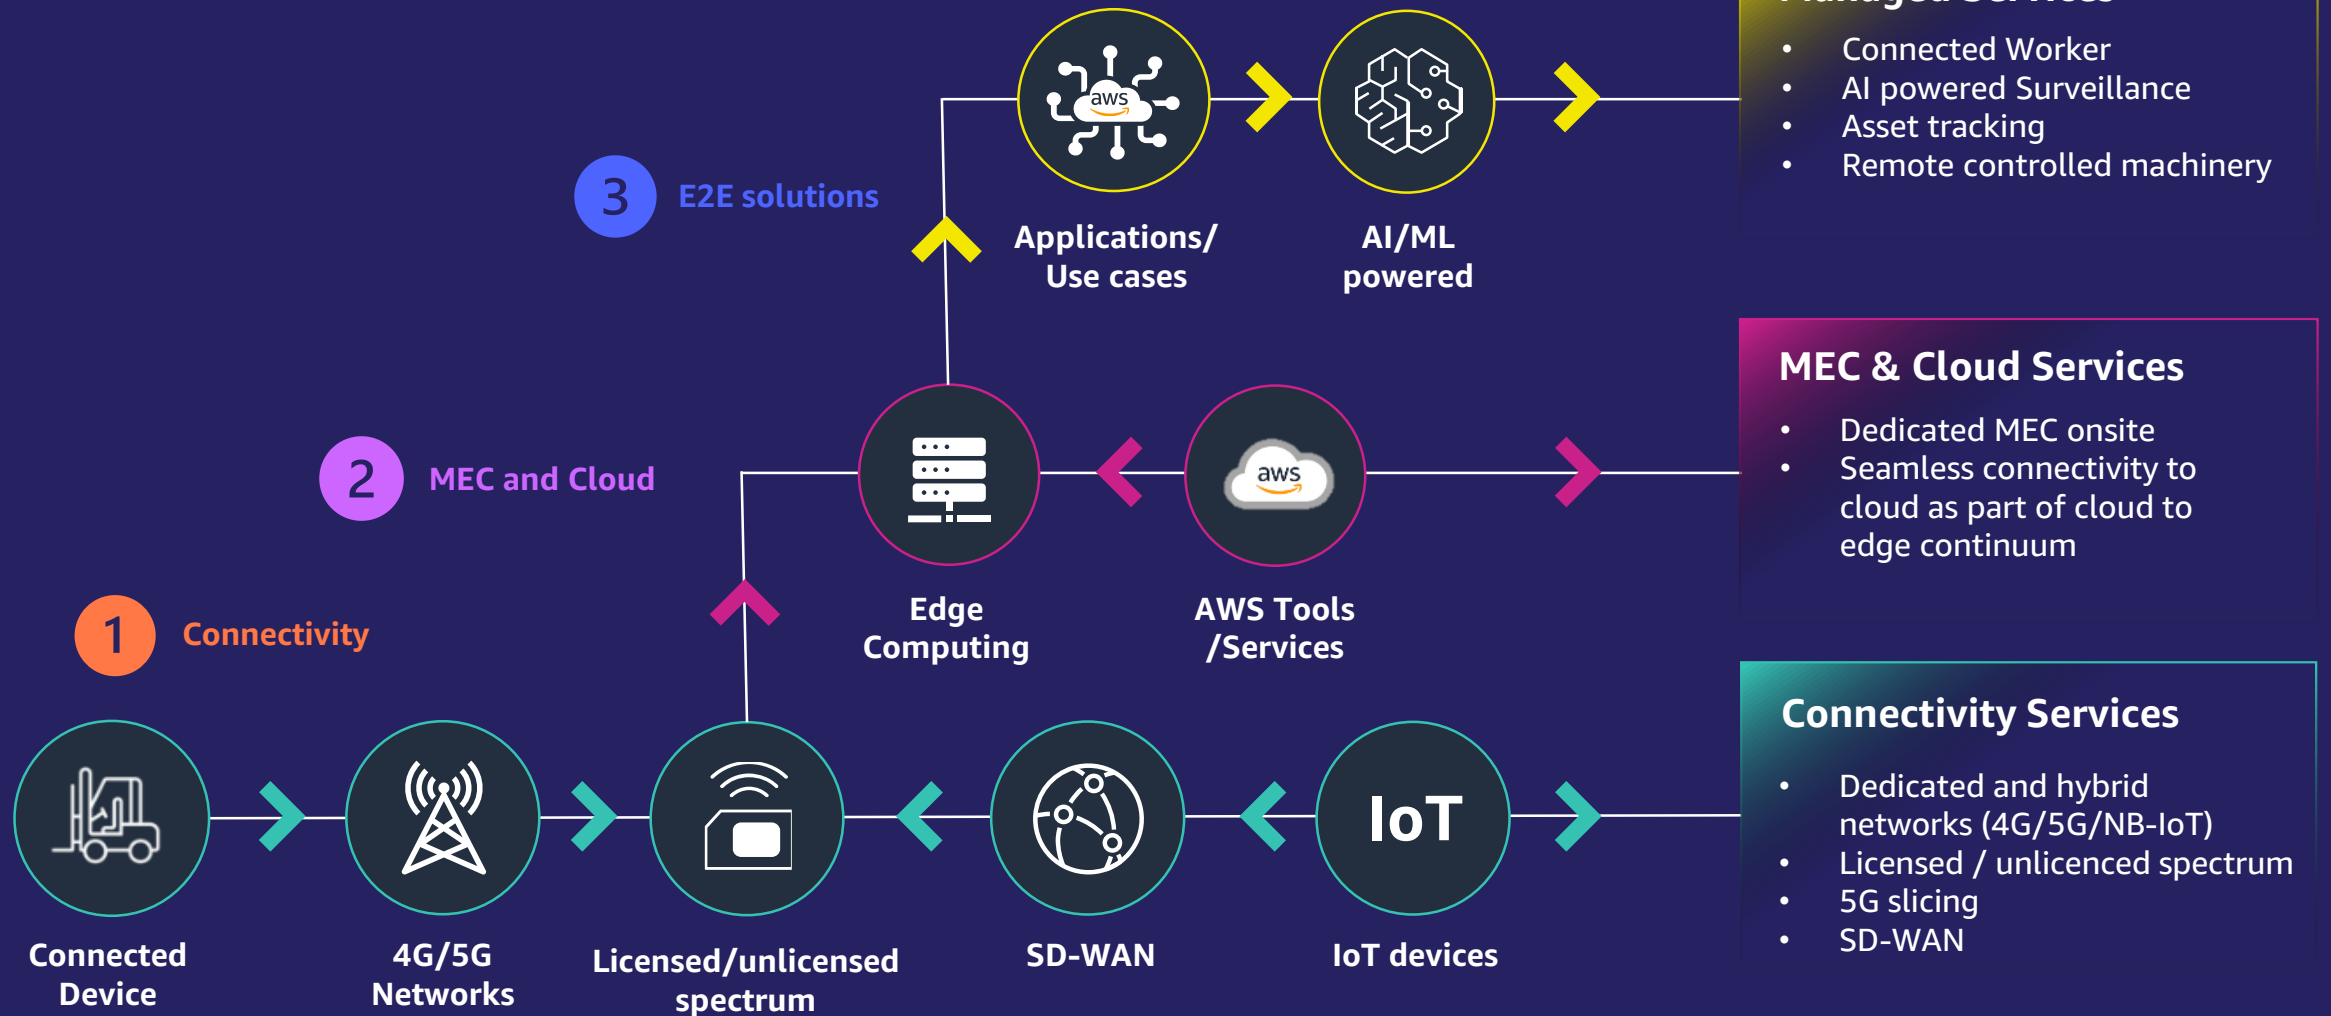 Managed Services
• Connected Worker
• AI powered Surveillance
• Asset tracking
• Remote controlled machinery
aws
3 E2E solutions
Applications/
Use cases
AI/ML
powered
MEC & Cloud Services
• Dedicated MEC onsite
• Seamless connectivity to
cloud as part of cloud to
edge continuum
2 MEC and Cloud
aws
Edge
Computing
AWS Tools
/Services
1 Connectivity
Connectivity Services
• Dedicated and hybrid
networks (4G/5G/NB-IoT)
• Licensed / unlicenced spectrum
• 5G slicing
• SD-WAN
IoT
Connected
Device
4G/5G
Networks
Licensed/unlicensed
spectrum
SD-WAN
IoT devices